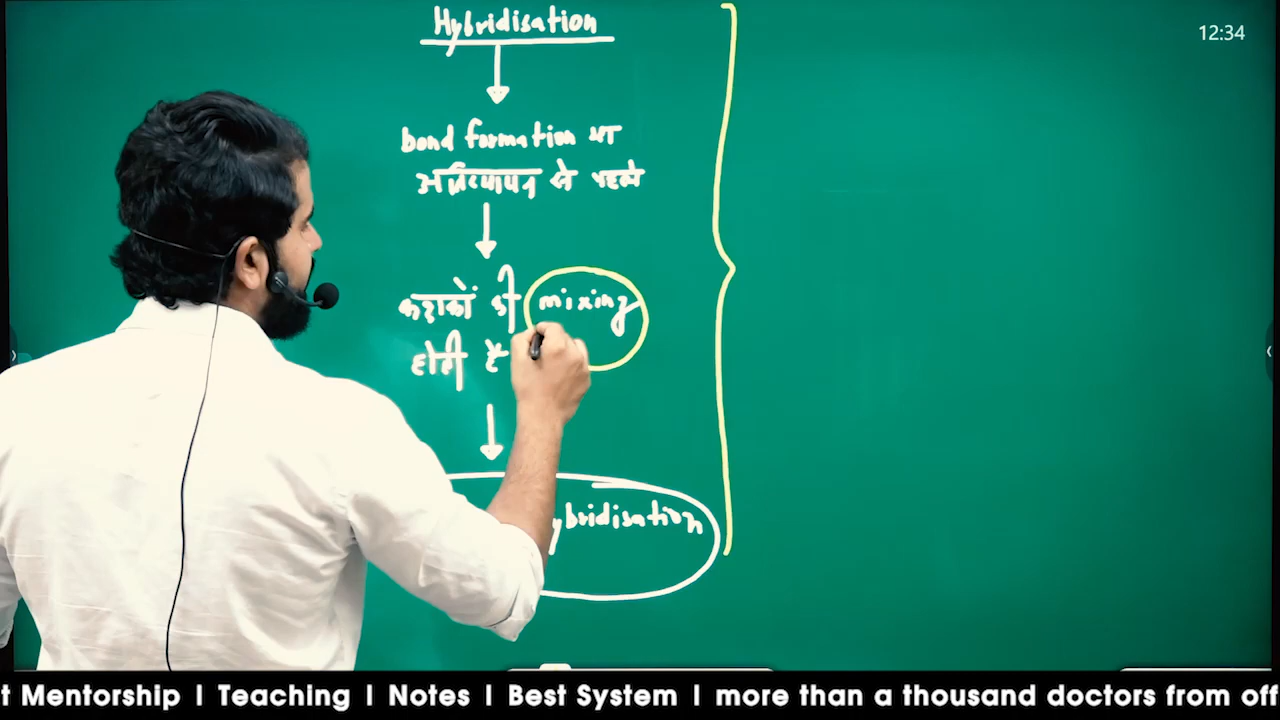 Hybridisation
12:34
bond formation या
अतिव्यापन से पहले
कक्षकों की mixing
होती है
ybridisation
t Mentorship | Teaching | Notes | Best System | more than a thousand doctors from off